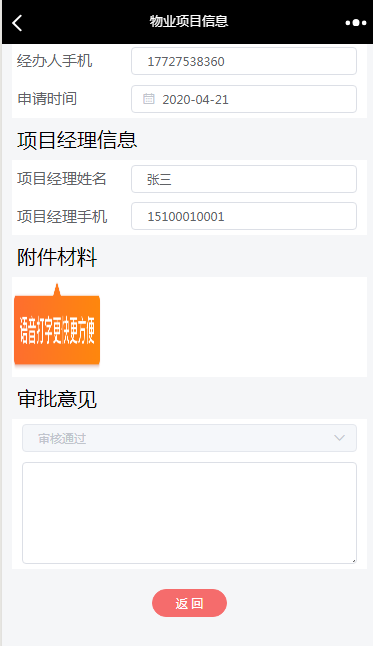 物业项目信息
经办人手机 17727538360
申请时间 2020-04-21
项目经理信息
项目经理姓名 张三
项目经理手机 15100010001
附件材料
语音打字更快更方便
审批意见
审核通过
返回